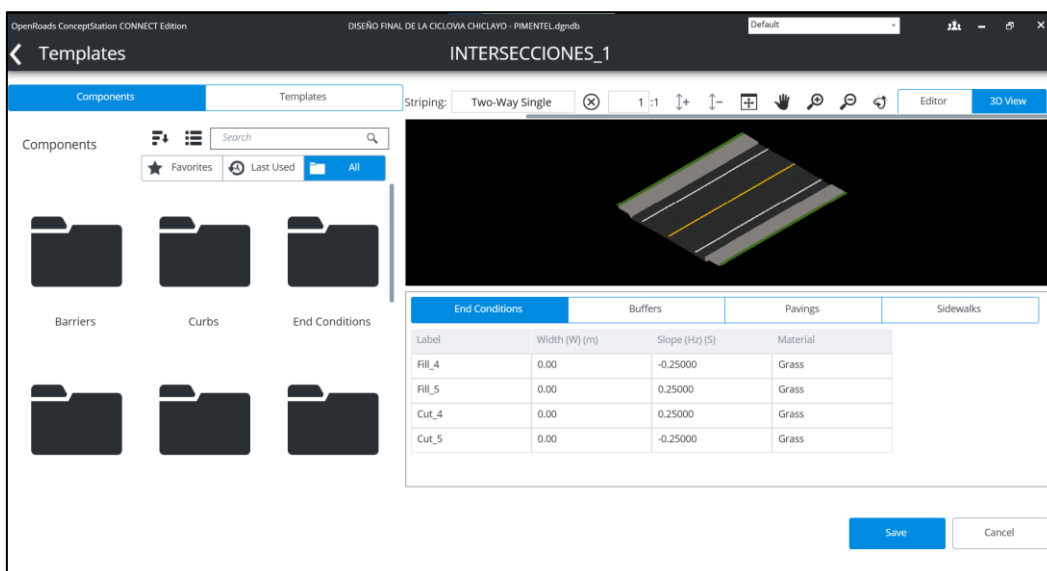 OpenRoads ConceptStation CONNECT Edition DISEÑO FINAL DE LA CICLOVIA CHICLAYO - PIMENTEL.dgndb Default
Templates INTERSECCIONES_1
Components Templates Striping: Two-Way Single 1 :1 Editor 3D View
Components Search
Favorites Last Used All
Barriers Curbs End Conditions
End Conditions Buffers Pavings Sidewalks
Label Width (W) (m) Slope (Hz) (S) Material
Fill_4 0.00 -0.25000 Grass
Fill_5 0.00 0.25000 Grass
Cut_4 0.00 0.25000 Grass
Cut_5 0.00 -0.25000 Grass
Save Cancel